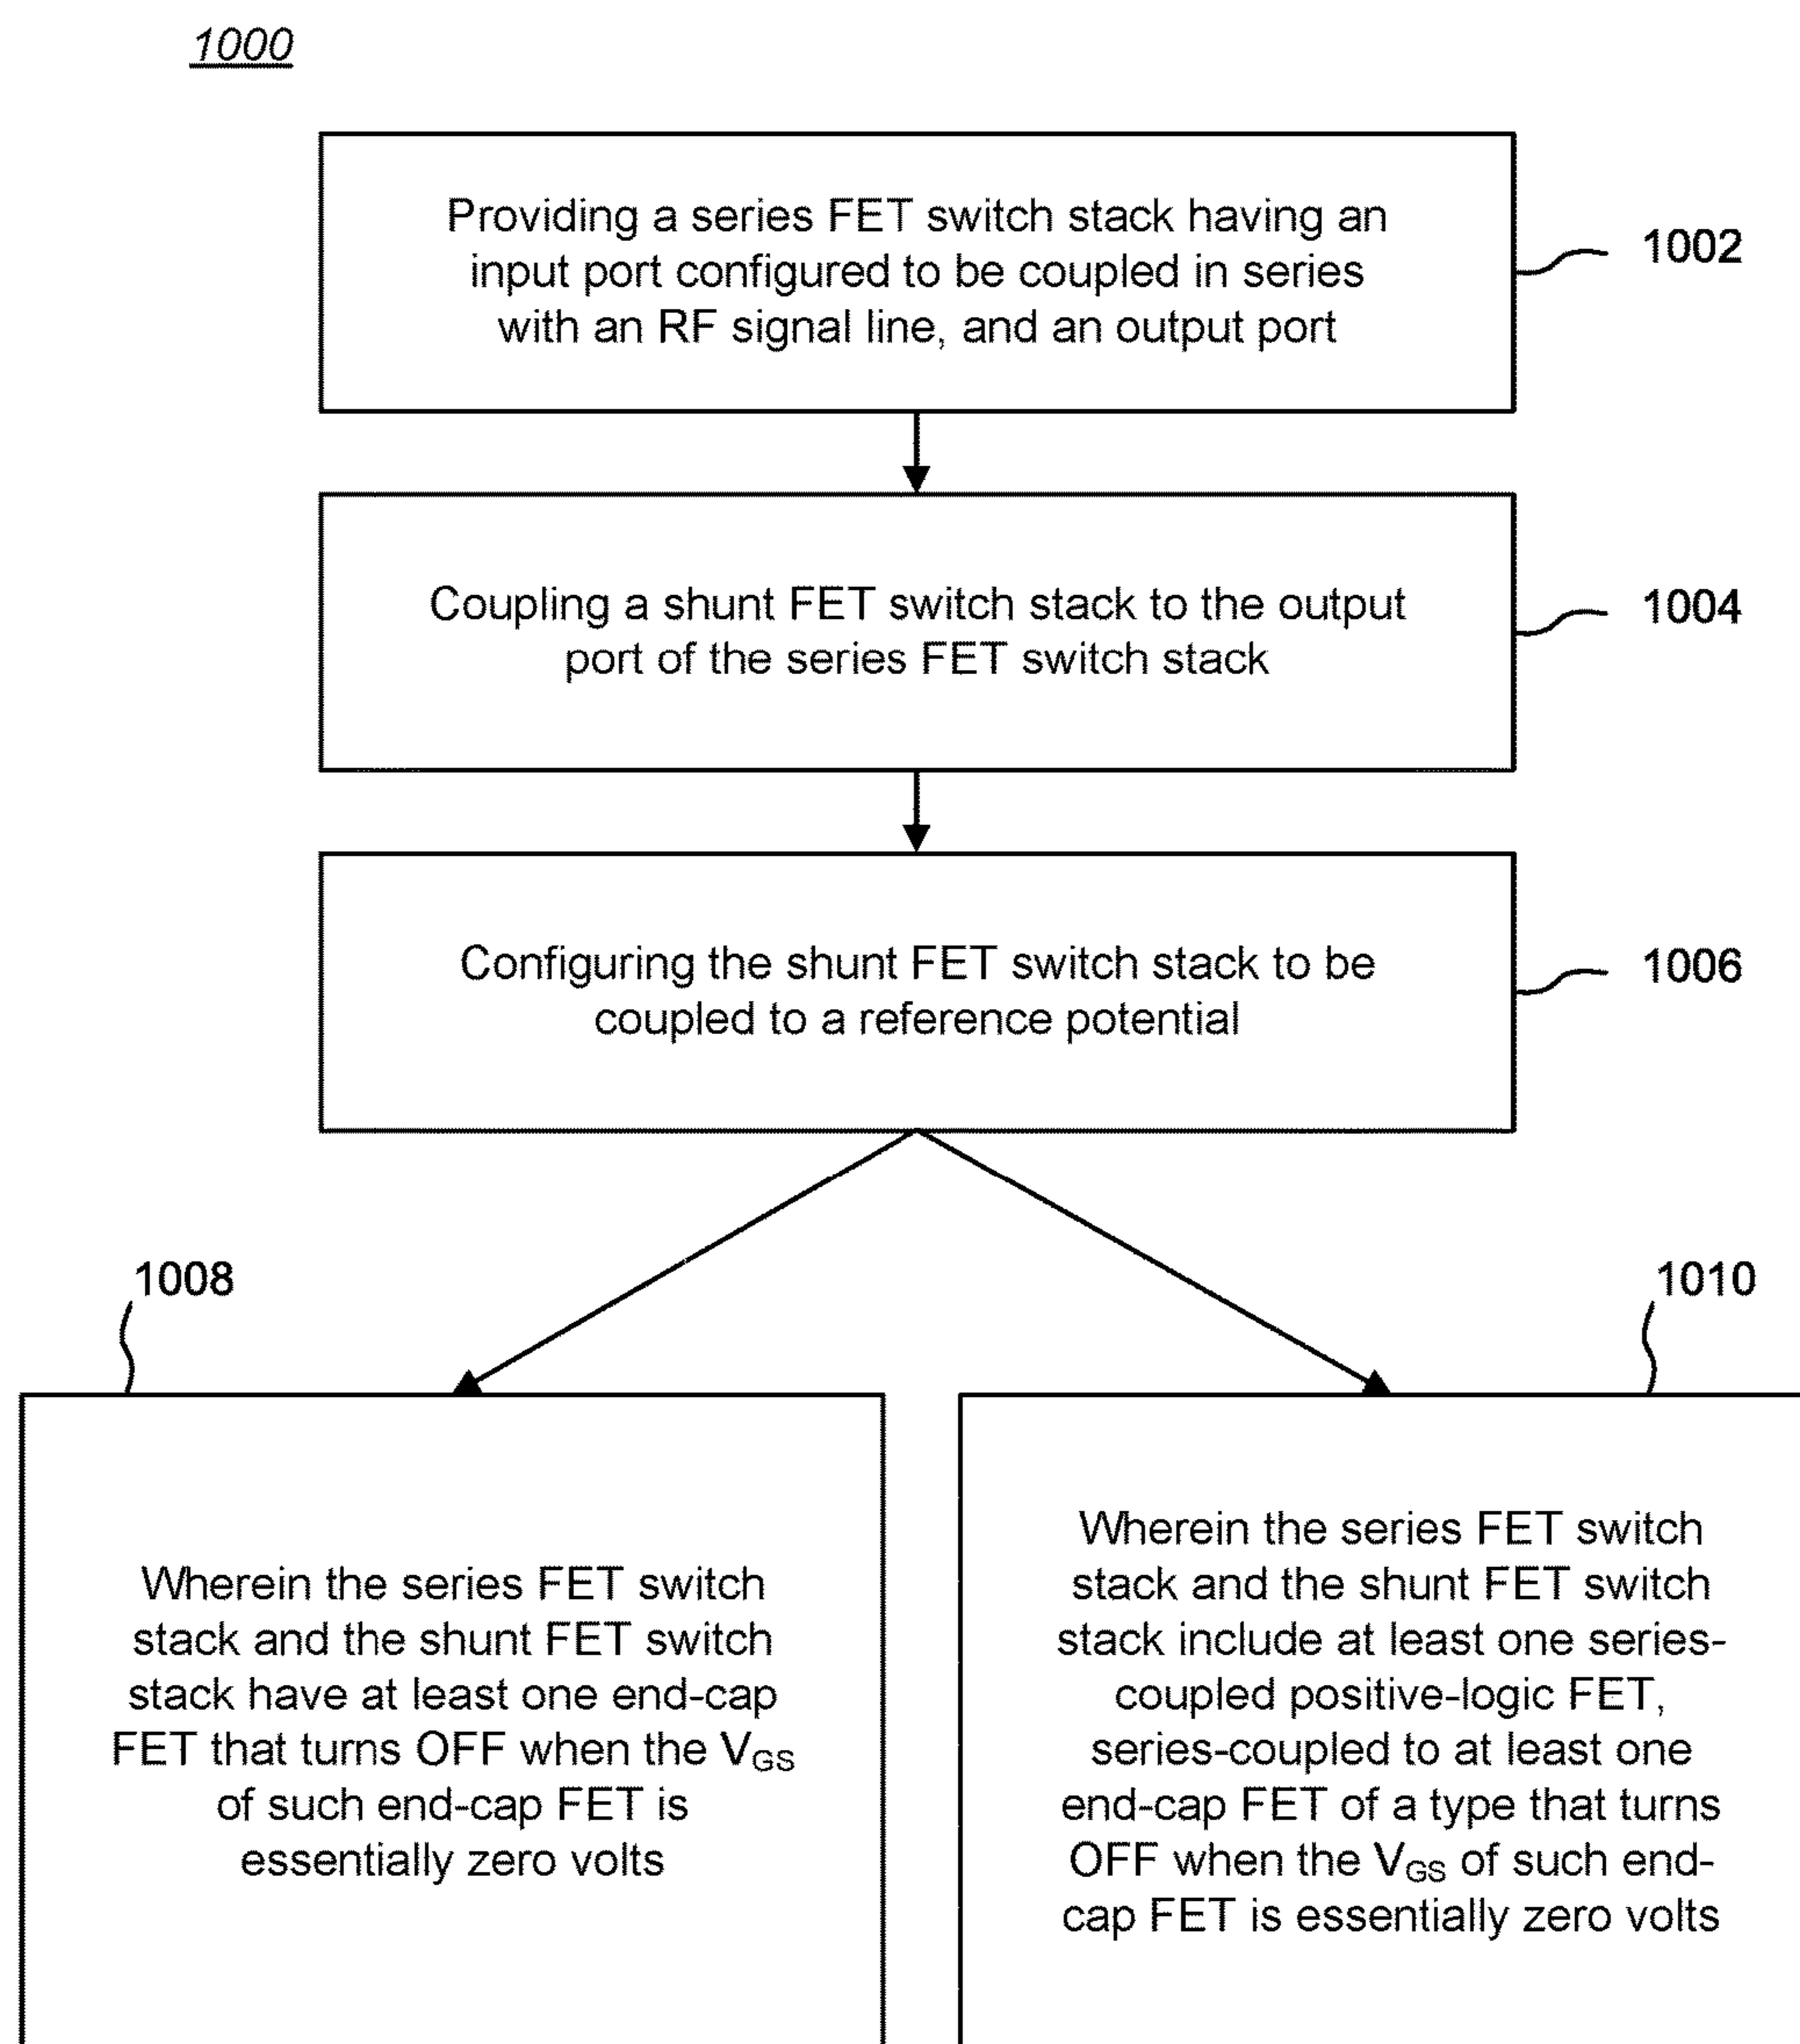 1000
Providing a series FET switch stack having an
input port configured to be coupled in series
with an RF signal line, and an output port
1002
Coupling a shunt FET switch stack to the output
port of the series FET switch stack
1004
Configuring the shunt FET switch stack to be
coupled to a reference potential
1006
1008
Wherein the series FET switch
stack and the shunt FET switch
stack have at least one end-cap
FET that turns OFF when the VGS
of such end-cap FET is
essentially zero volts
1010
Wherein the series FET switch
stack and the shunt FET switch
stack include at least one series-
coupled positive-logic FET,
series-coupled to at least one
end-cap FET of a type that turns
OFF when the VGS of such end-
cap FET is essentially zero volts